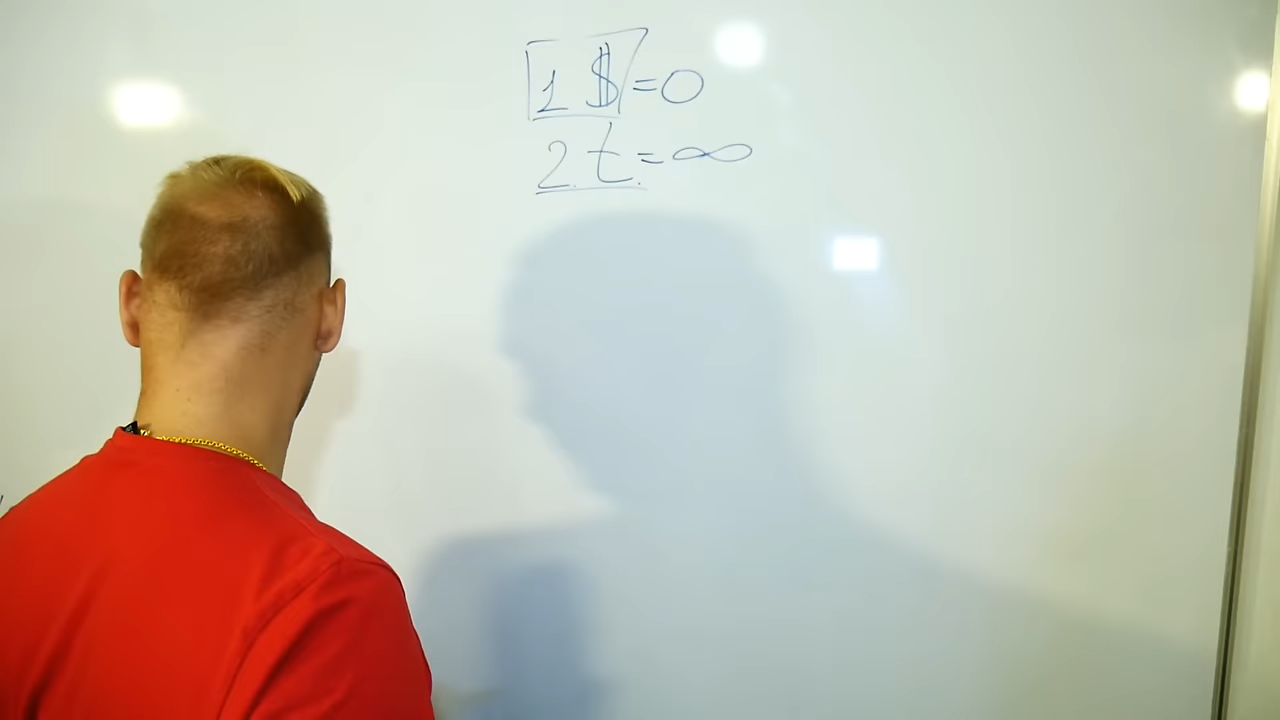 1 $ = 0
2. t. = ∞